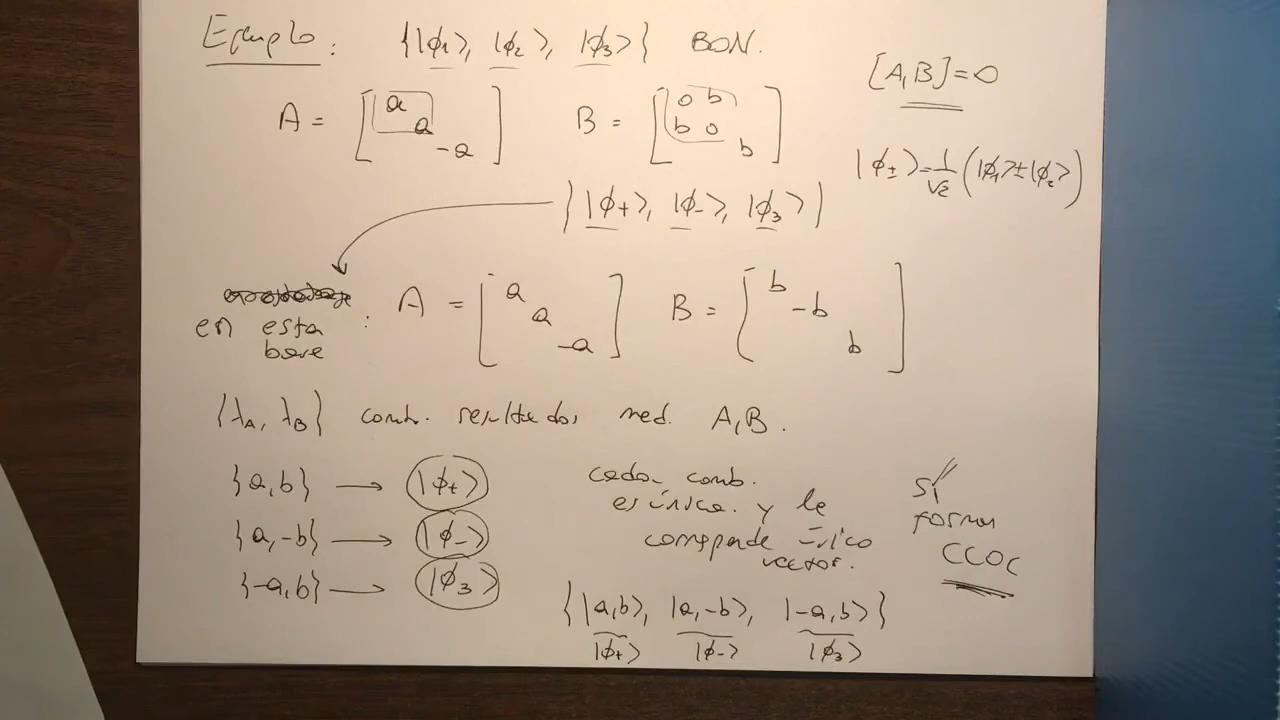 Ejemplo: {|ϕ₁⟩, |ϕ₂⟩, |ϕ₃⟩} BON.
[A,B]=0
A = [a a -a] B = [0 b b 0 b]
|ϕ±⟩=1/√2 (|ϕ₁⟩±|ϕ₂⟩)
{|ϕ+⟩, |ϕ-⟩, |ϕ₃⟩}
en esta base : A = [a a -a] B = [b -b b]
{λA, λB} comb. resultados med. A,B.
{a,b} → |ϕ+⟩
{a,-b} → |ϕ-⟩
{-a,b} → |ϕ₃⟩
cada comb.
es única y le
corresponde único
vector.
Sí
forman
CCOC
{|a,b⟩, |a,-b⟩, |-a,b⟩}
|ϕ+⟩ |ϕ-⟩ |ϕ₃⟩